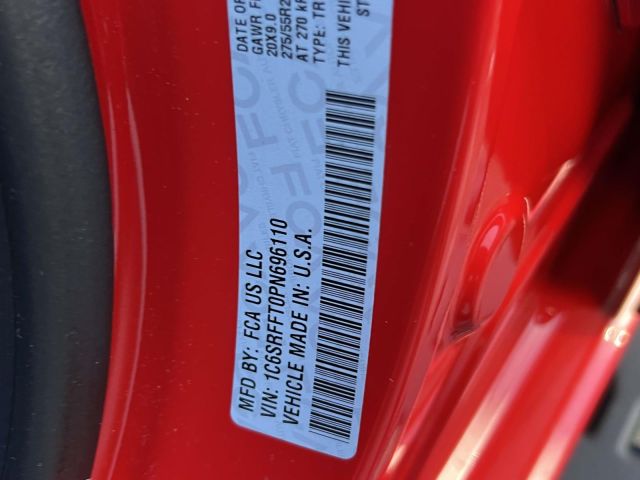 MFD BY: FCA US LLC DATE OF
VIN: 1C6SRFFT0PN696110 GAWR F
VEHICLE MADE IN: U.S.A. 20X9.0
275/55R2
AT 270 k
TYPE: TR
THIS VEHI
ST